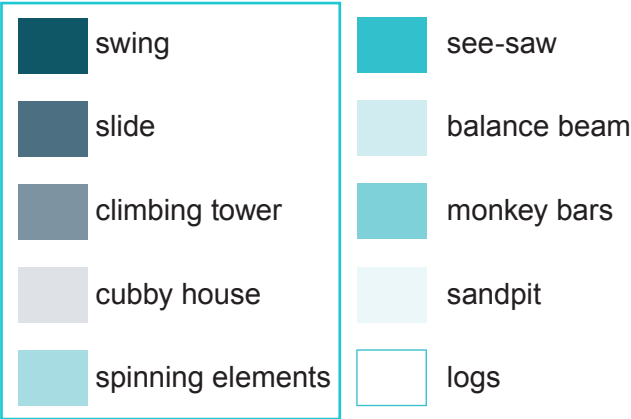 swing
slide
climbing tower
cubby house
spinning elements
see-saw
balance beam
monkey bars
sandpit
logs